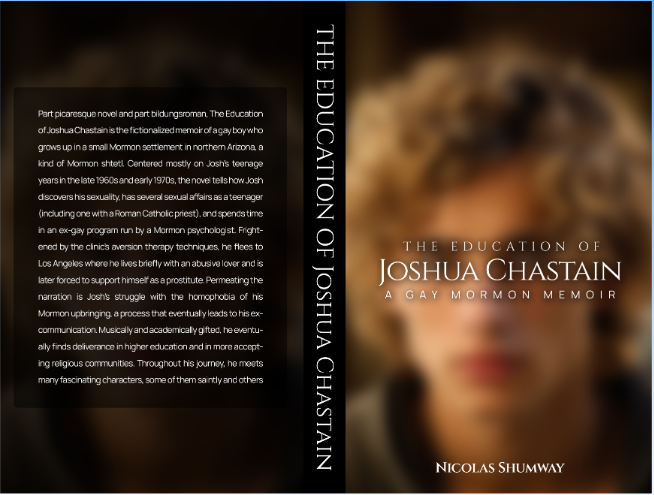 Part picaresque novel and part bildungsroman, The Education
of Joshua Chastain is the fictionalized memoir of a gay boy who
grows up in a small Mormon settlement in northern Arizona, a
kind of Mormon shtetl. Centered mostly on Josh's teenage
years in the late 1960s and early 1970s, the novel tells how Josh
discovers his sexuality, has several sexual affairs as a teenager
(including one with a Roman Catholic priest), and spends time
in an ex-gay program run by a Mormon psychologist. Fright-
ened by the clinic's aversion therapy techniques, he flees to
Los Angeles where he lives briefly with an abusive lover and is
later forced to support himself as a prostitute. Permeating the
narration is Josh's struggle with the homophobia of his
Mormon upbringing, a process that eventually leads to his ex-
communication. Musically and academically gifted, he eventu-
ally finds deliverance in higher education and in more accept-
ing religious communities. Throughout his journey, he meets
many fascinating characters, some of them saintly and others
THE EDUCATION OF JOSHUA CHASTAIN
THE EDUCATION OF
JOSHUA CHASTAIN
A GAY MORMON MEMOIR
NICOLAS SHUMWAY